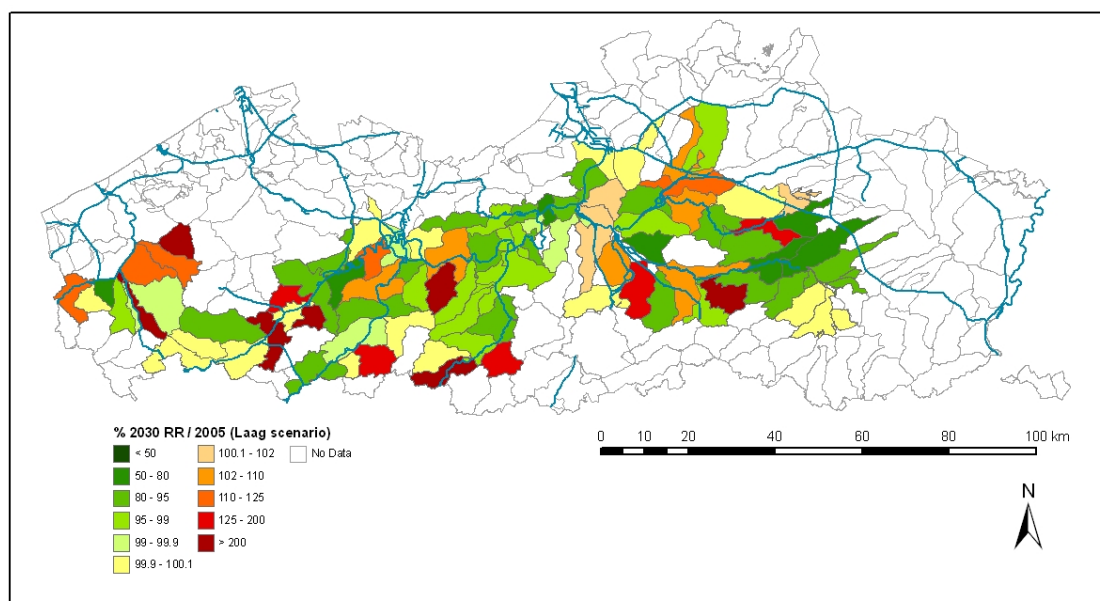 % 2030 RR / 2005 (Laag scenario)
< 50
50 - 80
80 - 95
95 - 99
99 - 99.9
99.9 - 100.1
100.1 - 102
102 - 110
110 - 125
125 - 200
> 200
No Data
0 10 20 40 60 80 100 km
N